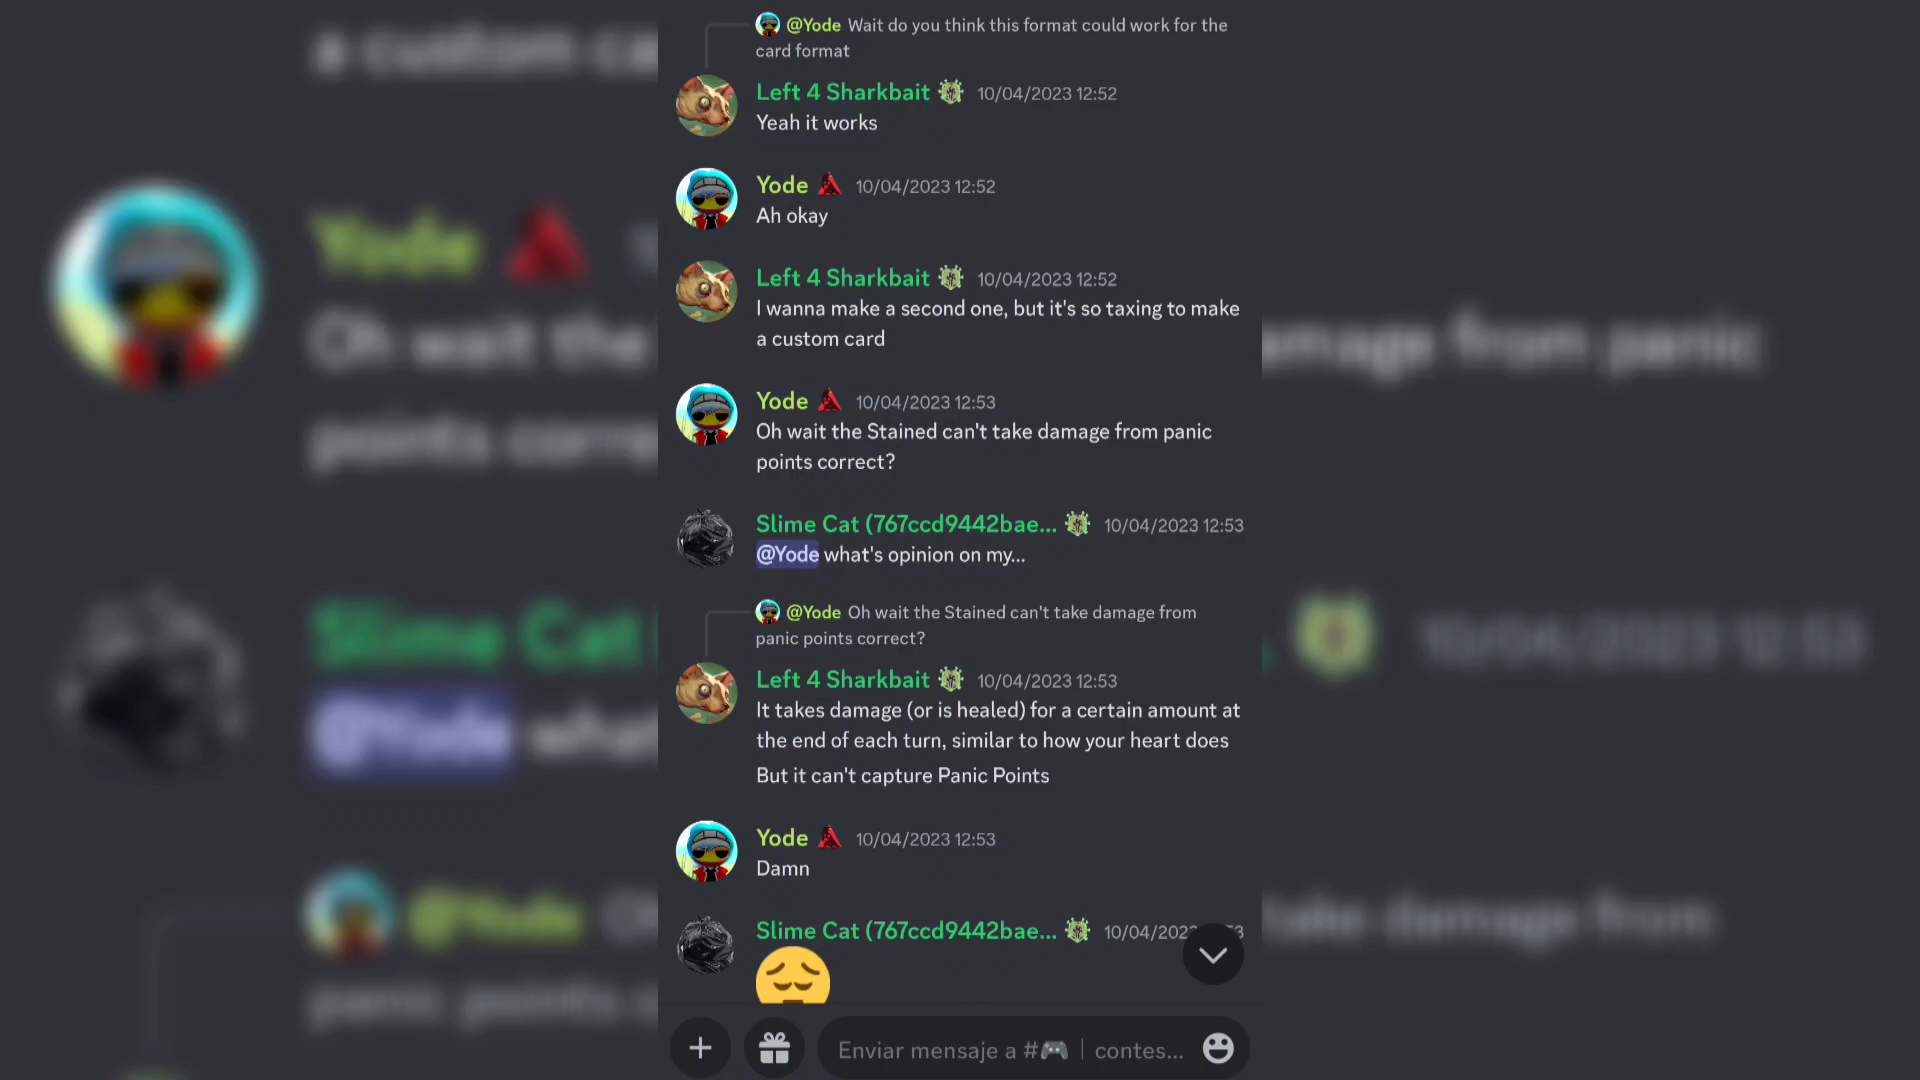 @Yode Wait do you think this format could work for the
card format
Left 4 Sharkbait 10/04/2023 12:52
Yeah it works
Yode 10/04/2023 12:52
Ah okay
Left 4 Sharkbait 10/04/2023 12:52
I wanna make a second one, but it's so taxing to make
a custom card
Yode 10/04/2023 12:53
Oh wait the Stained can't take damage from panic
points correct?
Slime Cat (767ccd9442bae... 10/04/2023 12:53
@Yode what's opinion on my...
@Yode Oh wait the Stained can't take damage from
panic points correct?
Left 4 Sharkbait 10/04/2023 12:53
It takes damage (or is healed) for a certain amount at
the end of each turn, similar to how your heart does
But it can't capture Panic Points
Yode 10/04/2023 12:53
Damn
Slime Cat (767ccd9442bae... 10/04/202 3
Enviar mensaje a #🎮│contes...